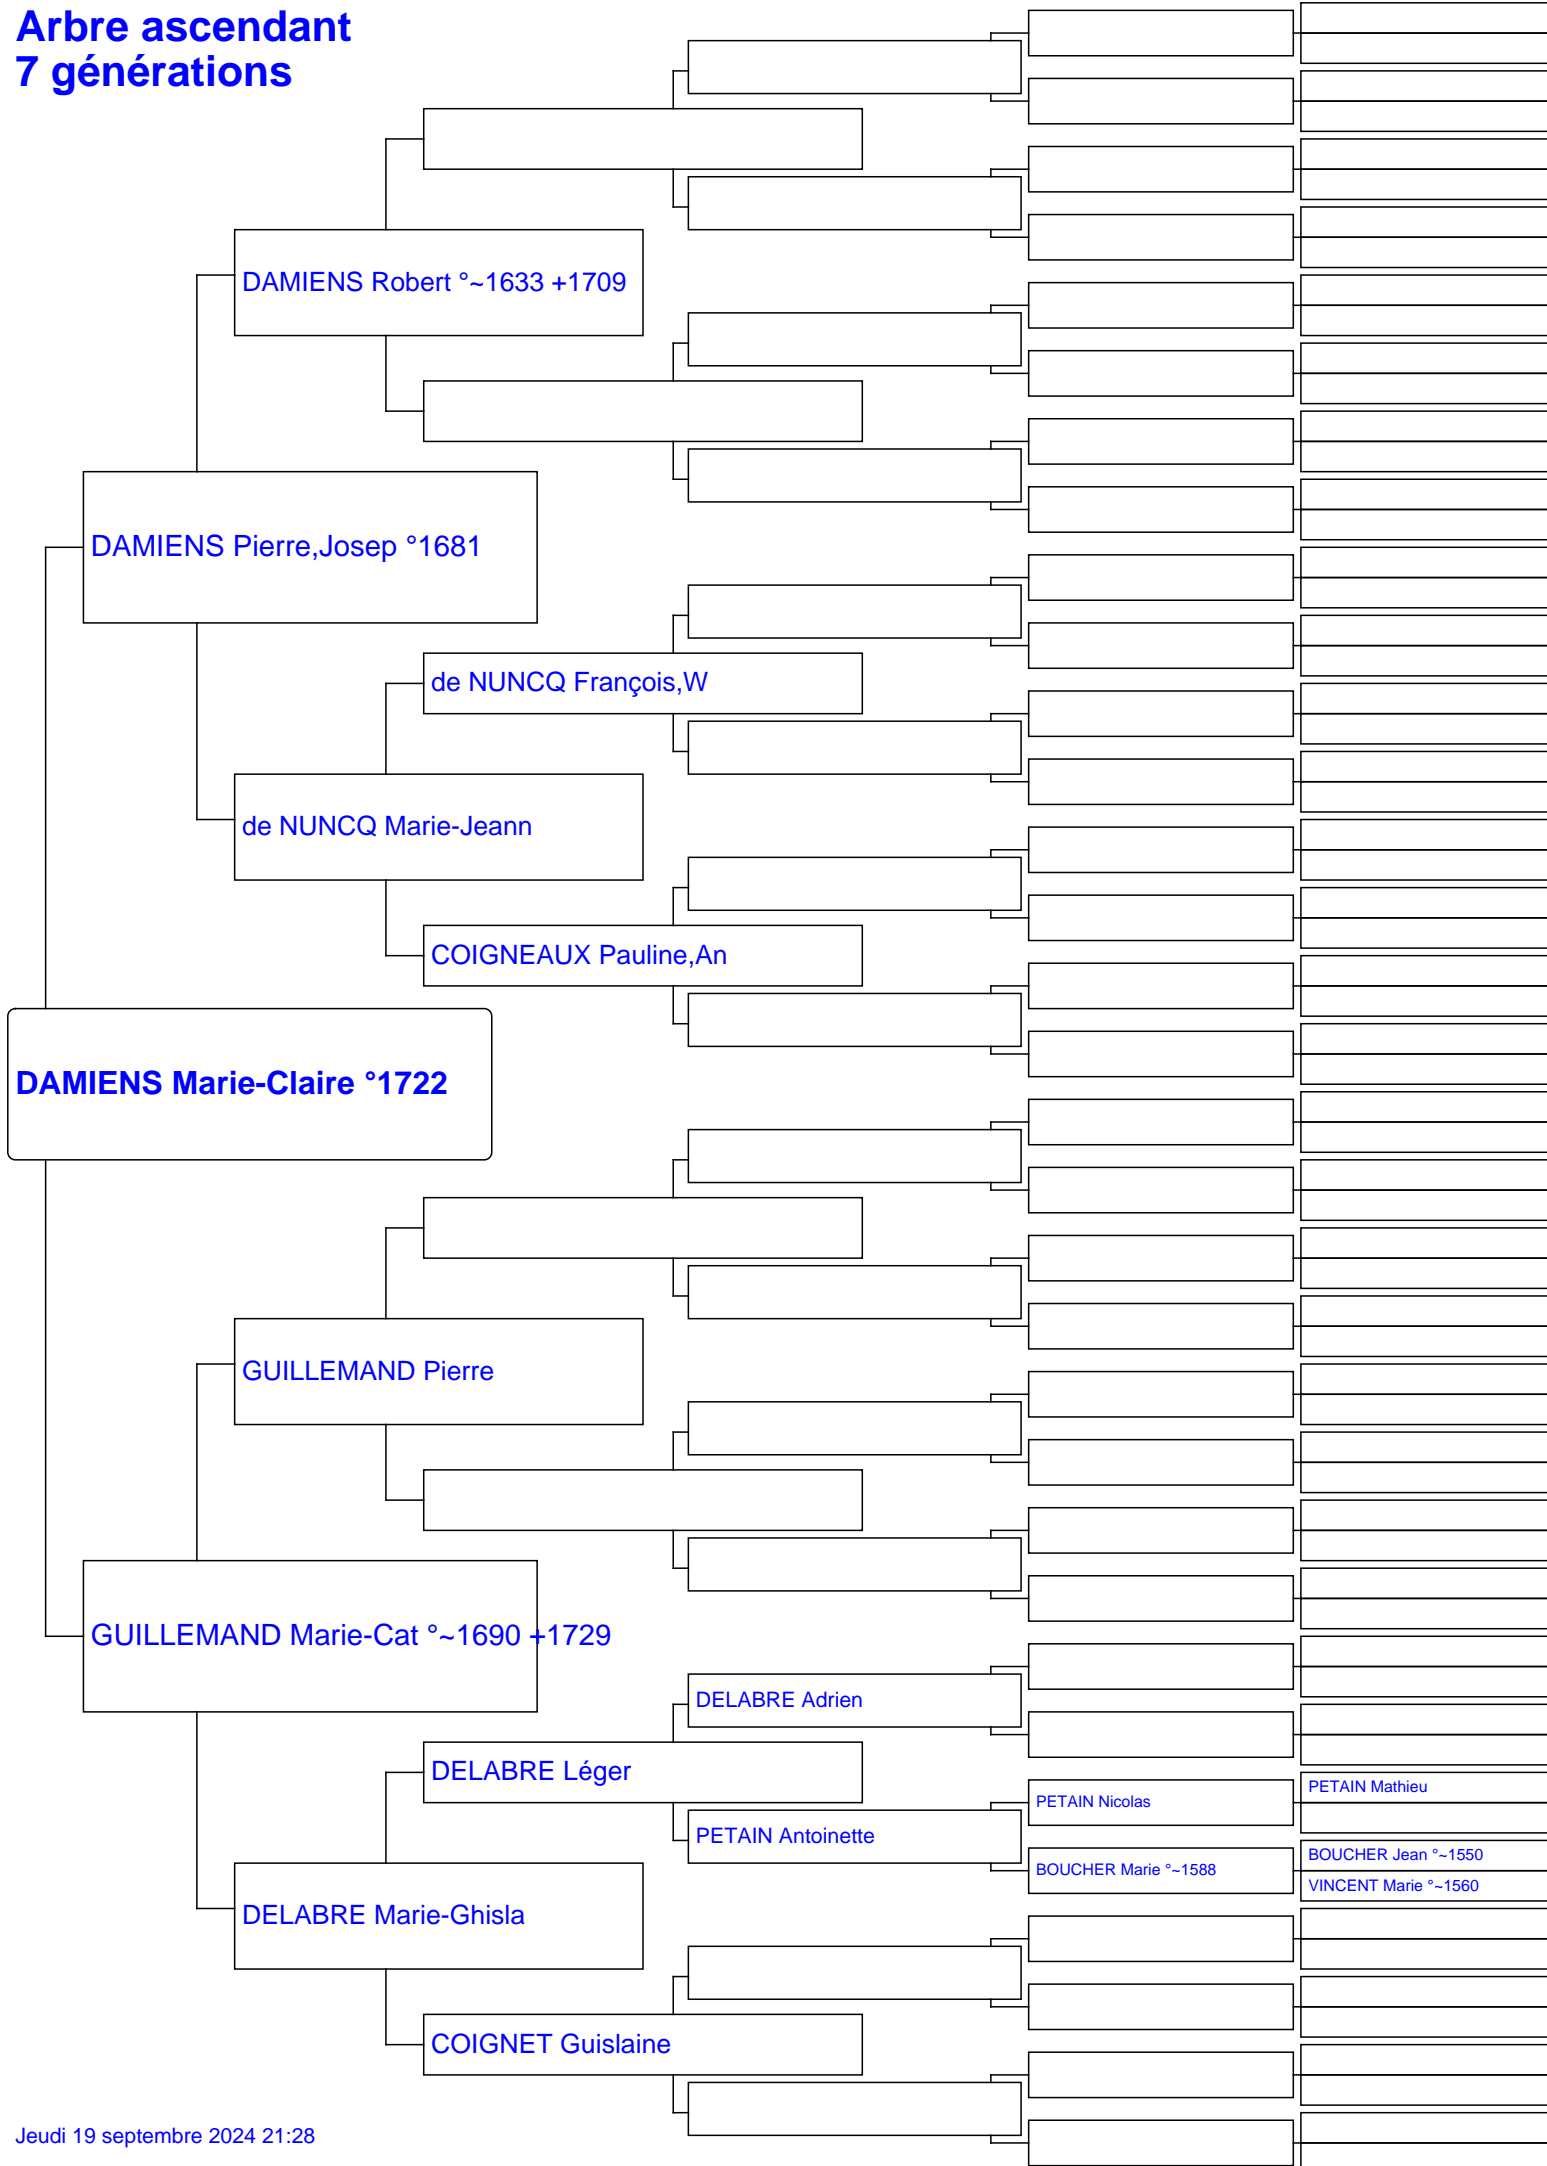 Arbre ascendant
7 générations
DAMIENS Robert °~1633 +1709
DAMIENS Pierre,Josep °1681
de NUNCQ François,W
de NUNCQ Marie-Jeann
COIGNEAUX Pauline,An
DAMIENS Marie-Claire °1722
GUILLEMAND Pierre
GUILLEMAND Marie-Cat °~1690 +1729
DELABRE Adrien
DELABRE Léger
PETAIN Mathieu
PETAIN Nicolas
PETAIN Antoinette
BOUCHER Jean °~1550
BOUCHER Marie °~1588
VINCENT Marie °~1560
DELABRE Marie-Ghisla
COIGNET Guislaine
Jeudi 19 septembre 2024 21:28